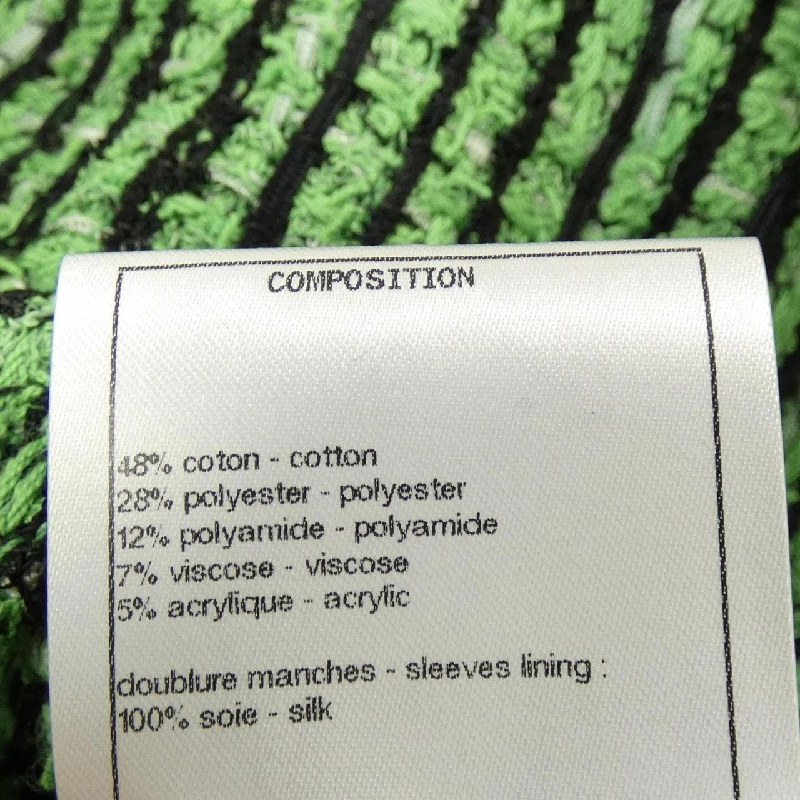 COMPOSITION
48% coton - cotton
28% polyester - polyester
12% polyamide - polyamide
7% viscose - viscose
5% acrylique - acrylic
doublure manches - sleeves lining :
100% soie - silk